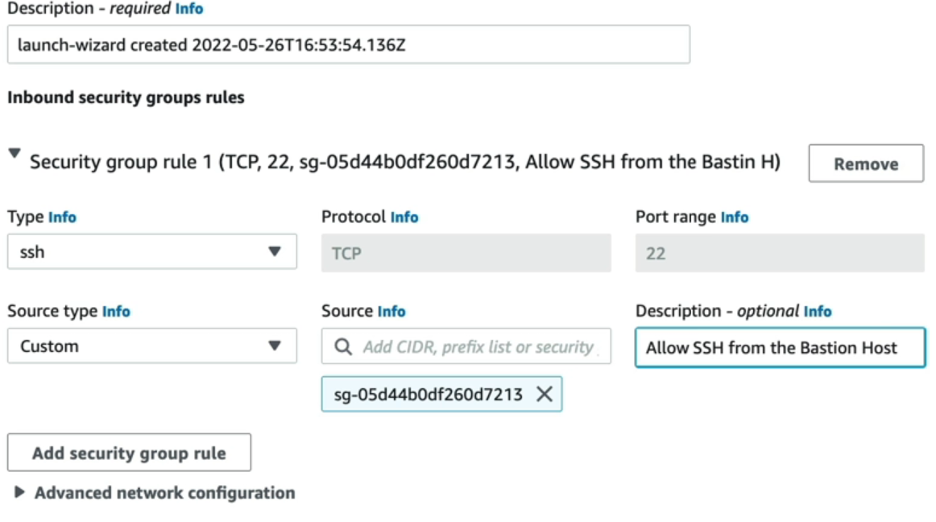 Description - required Info
launch-wizard created 2022-05-26T16:53:54.136Z
Inbound security groups rules
Security group rule 1 (TCP, 22, sg-05d44b0df260d7213, Allow SSH from the Bastin H)
Remove
Type Info
Protocol Info
Port range Info
ssh
TCP
22
Source type Info
Source Info
Description - optional Info
Custom
Add CIDR, prefix list or security
Allow SSH from the Bastion Host
sg-05d44b0df260d7213
Add security group rule
Advanced network configuration